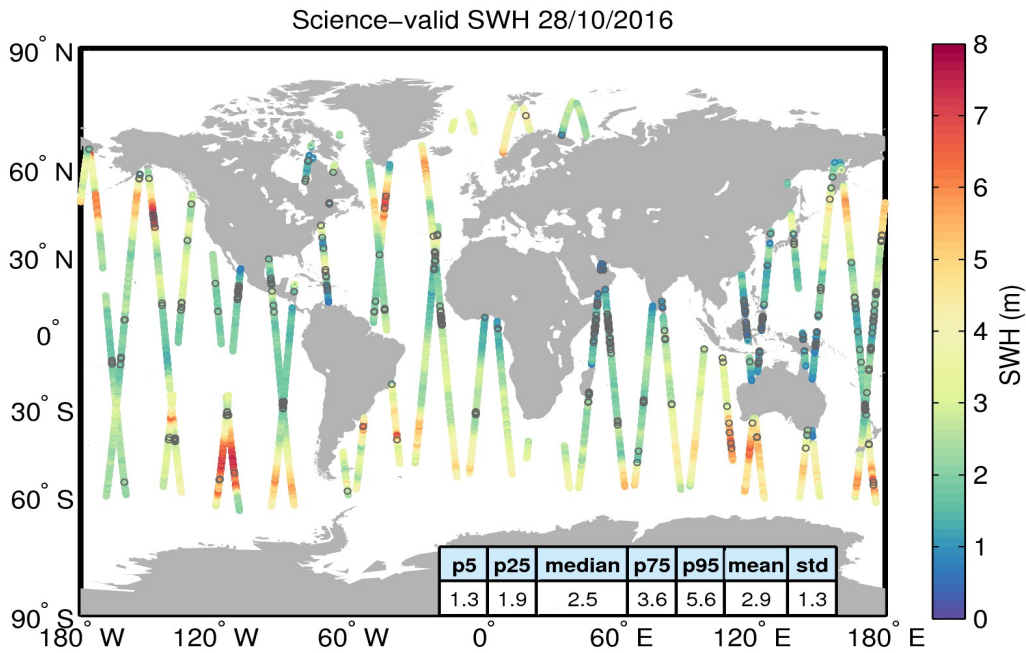 Science−valid SWH 28/10/2016
90° N
60° N
30° N
0°
30° S
60° S
90° S
180° W
120° W
60° W
0°
60° E
120° E
180° E
p5 p25 median p75 p95 mean std
1.3 1.9 2.5 3.6 5.6 2.9 1.3
8
7
6
5
4
3
2
1
0
SWH (m)